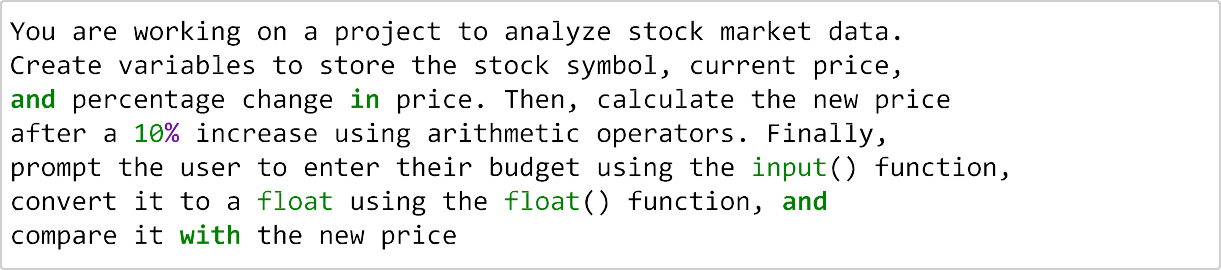 You are working on a project to analyze stock market data.
Create variables to store the stock symbol, current price,
and percentage change in price. Then, calculate the new price
after a 10% increase using arithmetic operators. Finally,
prompt the user to enter their budget using the input() function,
convert it to a float using the float() function, and
compare it with the new price